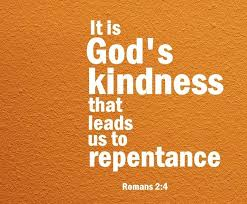 It is
God's
kindness
that
leads
us to
repentance
Romans 2:4